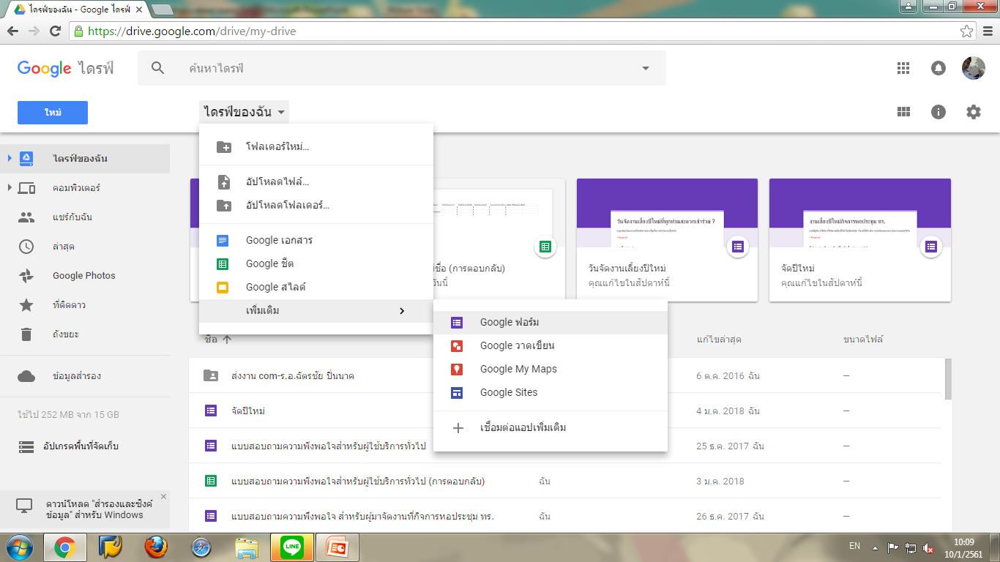 ไดรฟ์ของฉัน - Google ไดรฟ์
https://drive.google.com/drive/my-drive
Google ไดรฟ์
ค้นหาไดรฟ์
ใหม่
ไดรฟ์ของฉัน
โฟลเดอร์ใหม่...
อัปโหลดไฟล์...
อัปโหลดโฟลเดอร์...
Google เอกสาร
Google ชีต
Google สไลด์
เพิ่มเติม
Google ฟอร์ม
Google วาดเขียน
Google My Maps
Google Sites
เชื่อมต่อแอปเพิ่มเติม
ไดรฟ์ของฉัน
คอมพิวเตอร์
แชร์กับฉัน
ล่าสุด
Google Photos
ที่ติดดาว
ถังขยะ
ข้อมูลสำรอง
ใช้ไป 252 MB จาก 15 GB
อัปเกรดพื้นที่จัดเก็บ
ดาวน์โหลด "สำรองและซิงค์
ข้อมูล" สำหรับ Windows
(การตอบกลับ)
วันนี้
วันจัดงานเลี้ยงปีใหม่ที่ทุกท่านสะดวกเข้าร่วม ?
* Required
วันจัดงานเลี้ยงปีใหม่
คุณแก้ไขในสัปดาห์นี้
งานเลี้ยงปีใหม่กิจการหอประชุม ทร.
* Required
จัดปีใหม่
คุณแก้ไขในสัปดาห์นี้
ชื่อ
แก้ไขล่าสุด
ขนาดไฟล์
ส่งงาน com-ร.อ.ฉัตรชัย ปิ่นนาค
6 ต.ค. 2016 ฉัน
—
จัดปีใหม่
4 ม.ค. 2018 ฉัน
—
แบบสอบถามความพึงพอใจสำหรับผู้ใช้บริการทั่วไป
25 ธ.ค. 2017 ฉัน
—
แบบสอบถามความพึงพอใจสำหรับผู้ใช้บริการทั่วไป (การตอบกลับ)
ฉัน
3 ม.ค. 2018
—
แบบสอบถามความพึงพอใจ สำหรับผู้มาจัดงานที่กิจการหอประชุม ทร.
ฉัน
26 ธ.ค. 2017 ฉัน
—
LINE
EN
10:09
10/1/2561